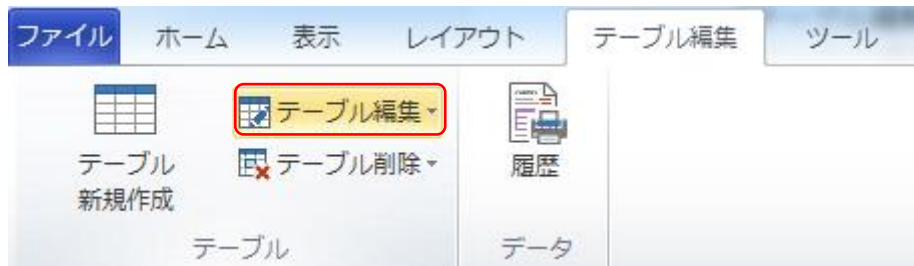 ファイル ホーム 表示 レイアウト テーブル編集 ツール
テーブル編集
テーブル
新規作成
テーブル削除
履歴
テーブル データ